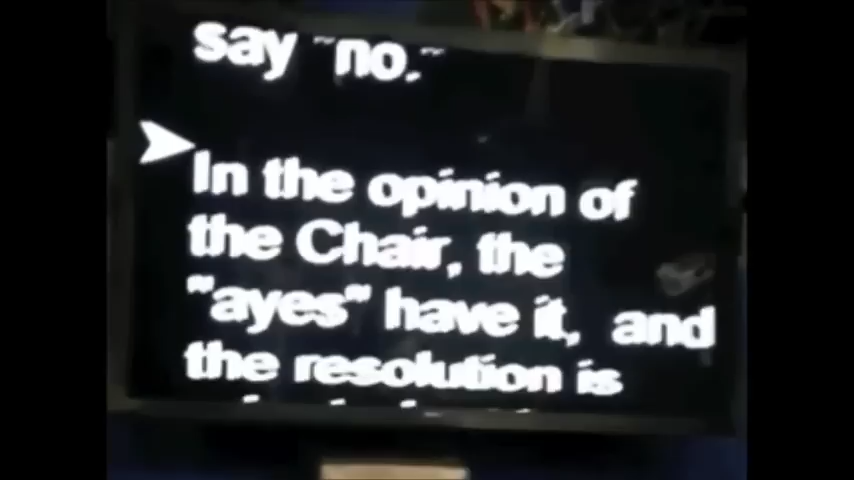 say "no."
In the opinion of
the Chair, the
"ayes" have it, and
the resolution is